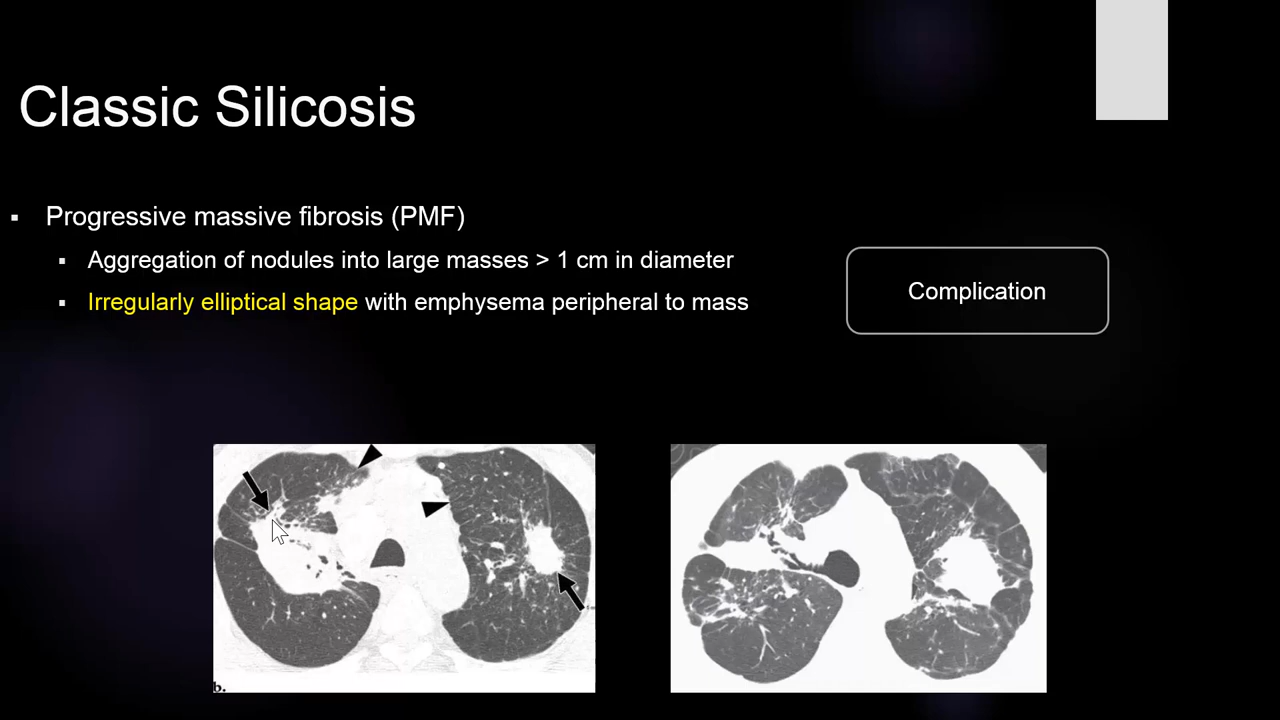 Classic Silicosis
▪ Progressive massive fibrosis (PMF)
▪ Aggregation of nodules into large masses > 1 cm in diameter
▪ Irregularly elliptical shape with emphysema peripheral to mass
Complication
b.